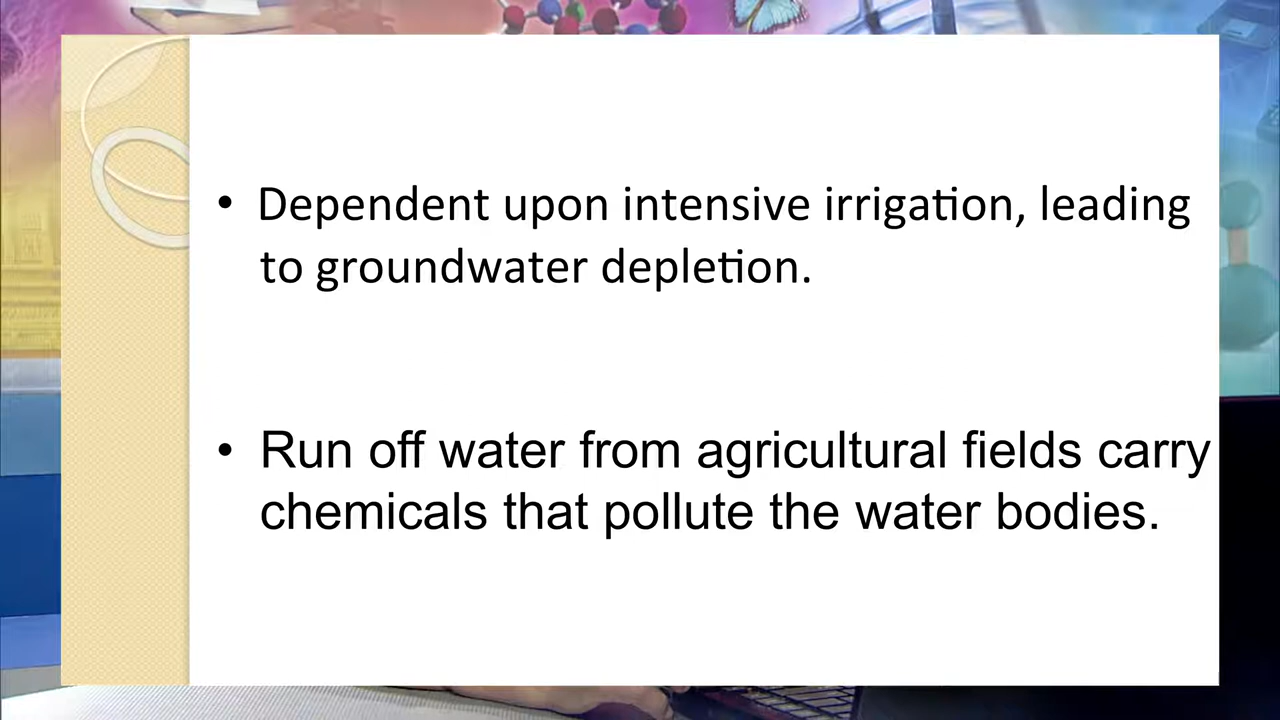 • Dependent upon intensive irrigation, leading
to groundwater depletion.
• Run off water from agricultural fields carry
chemicals that pollute the water bodies.